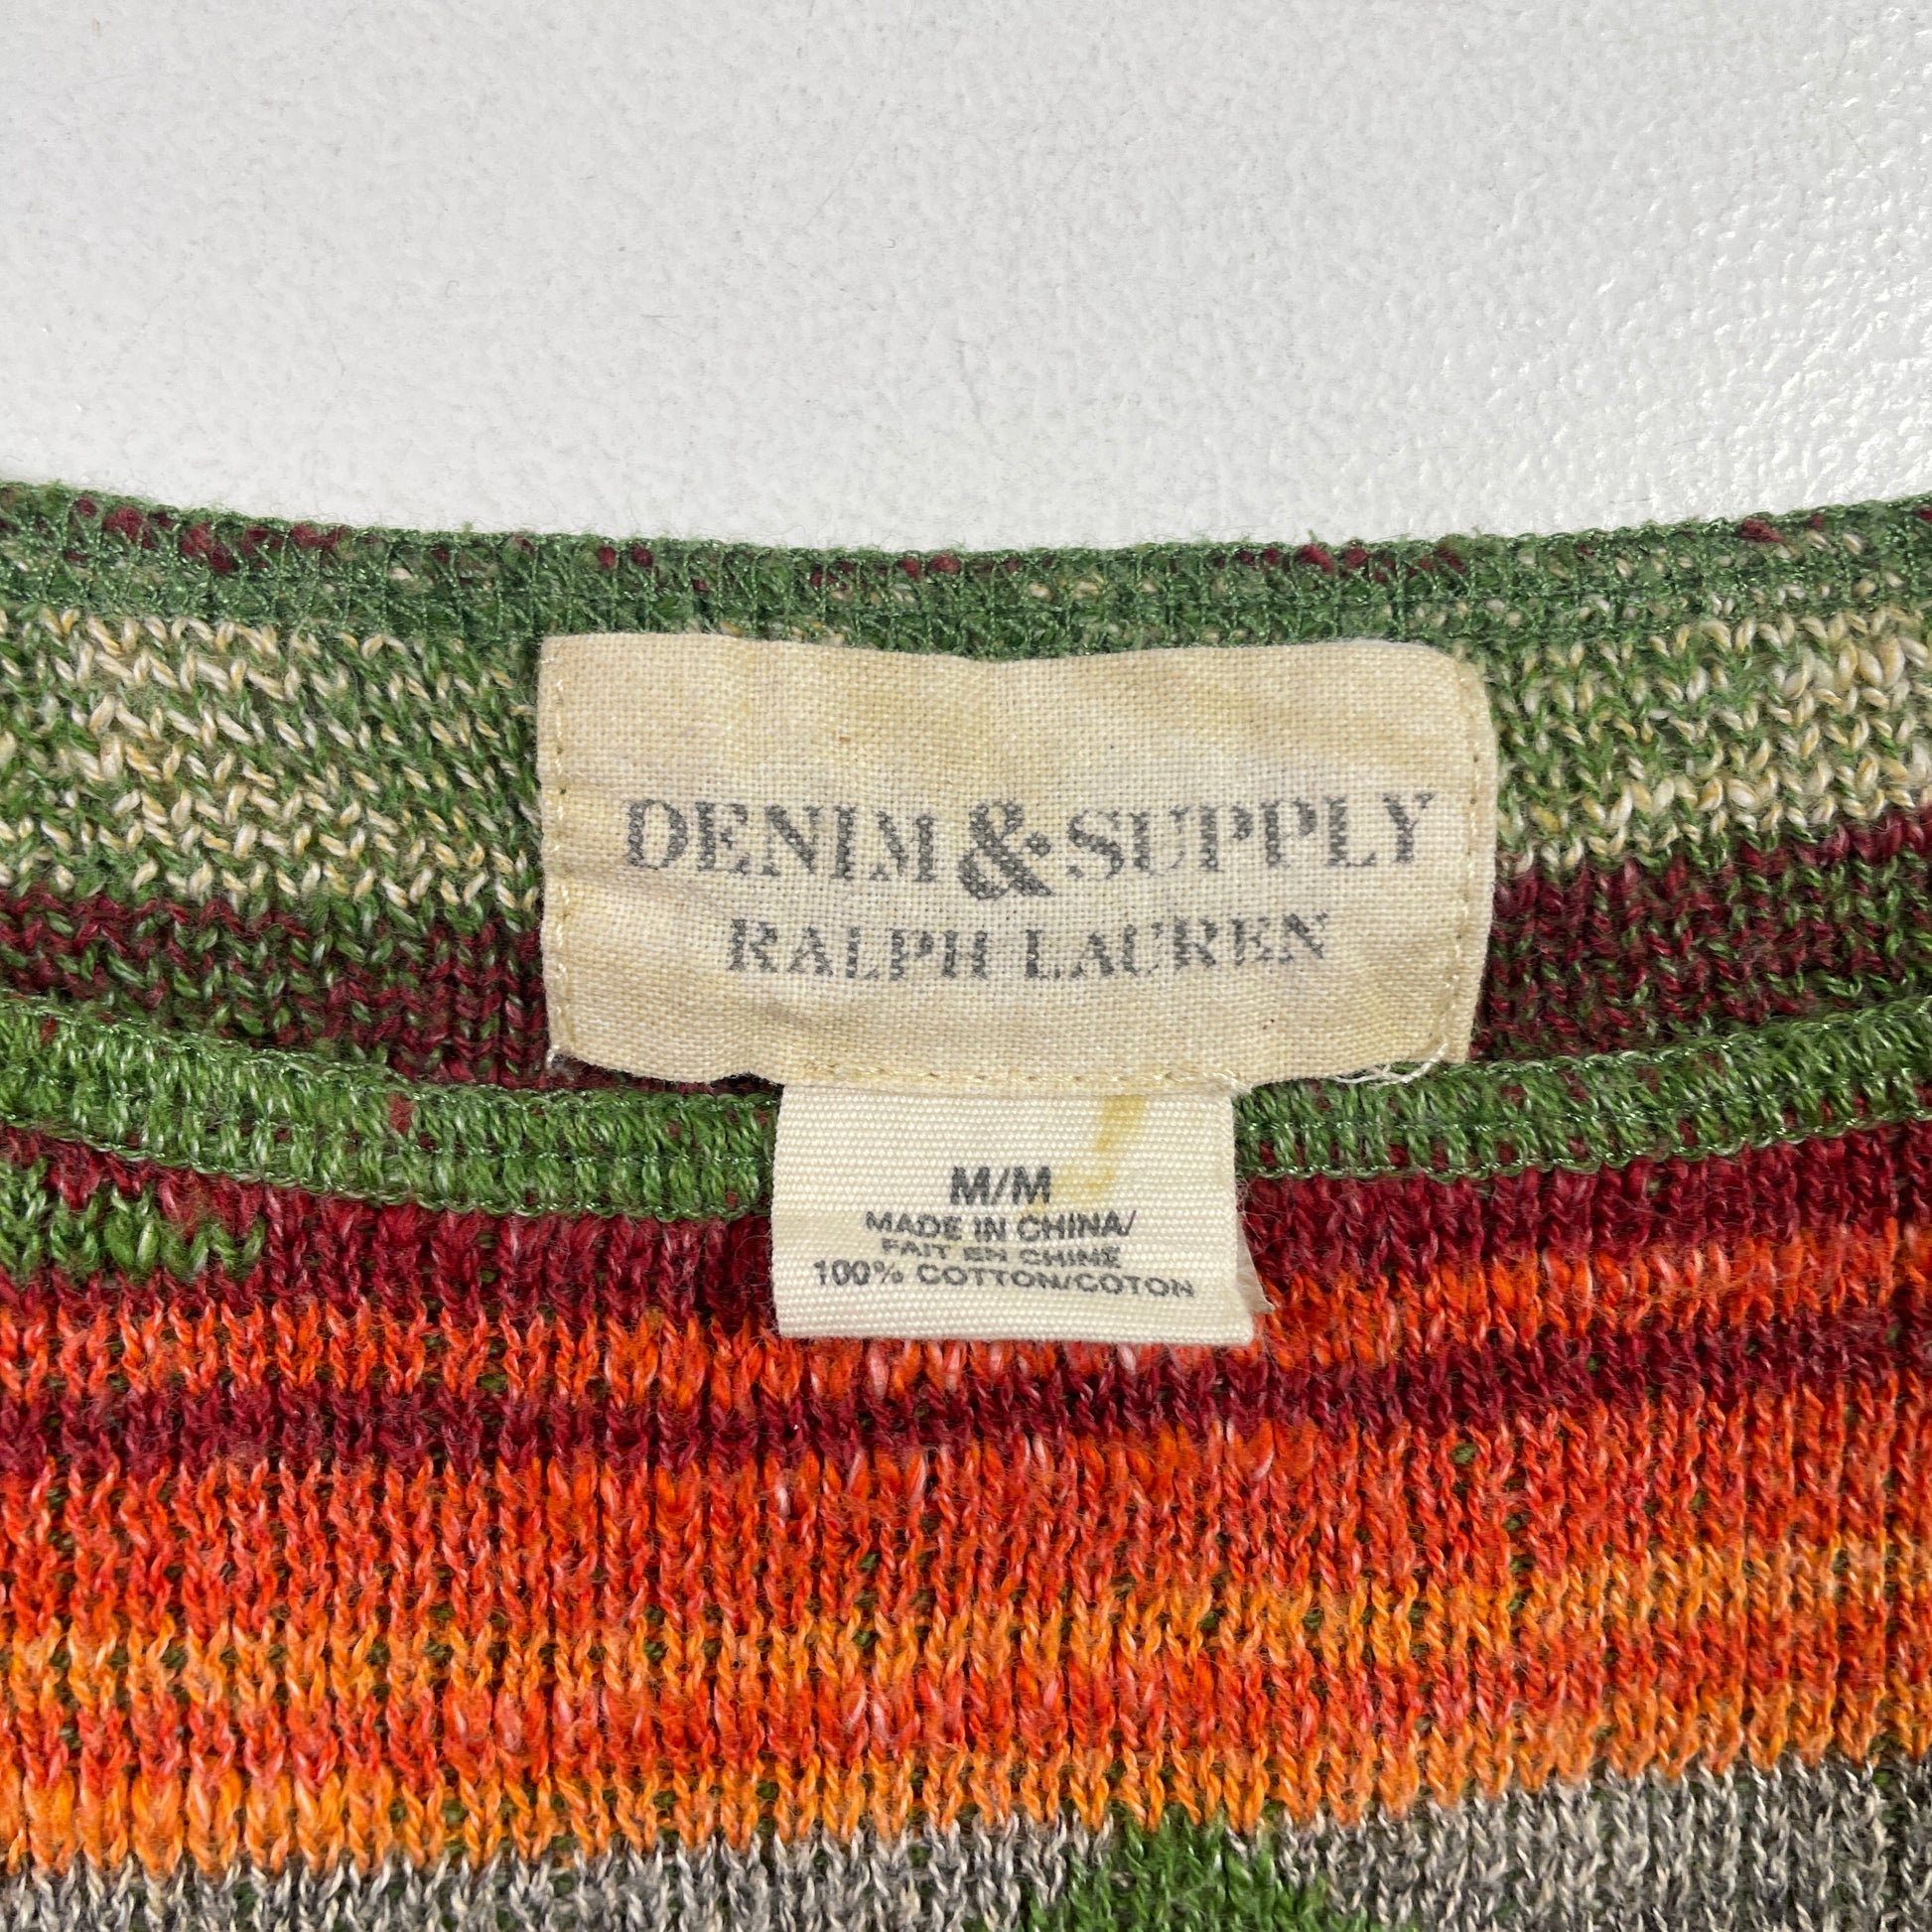 DENIM & SUPPLY
RALPH LAUREN
M/M
MADE IN CHINA/
FAIT EN CHINE
100% COTTON/COTON